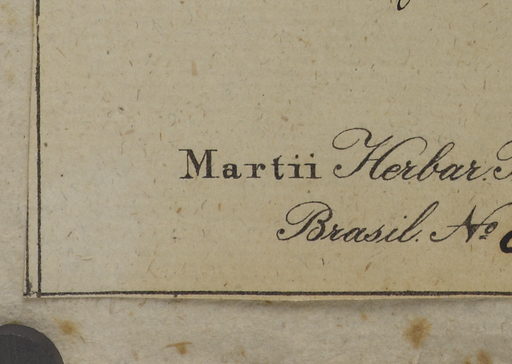 Martii Herbar.
Brasil. No